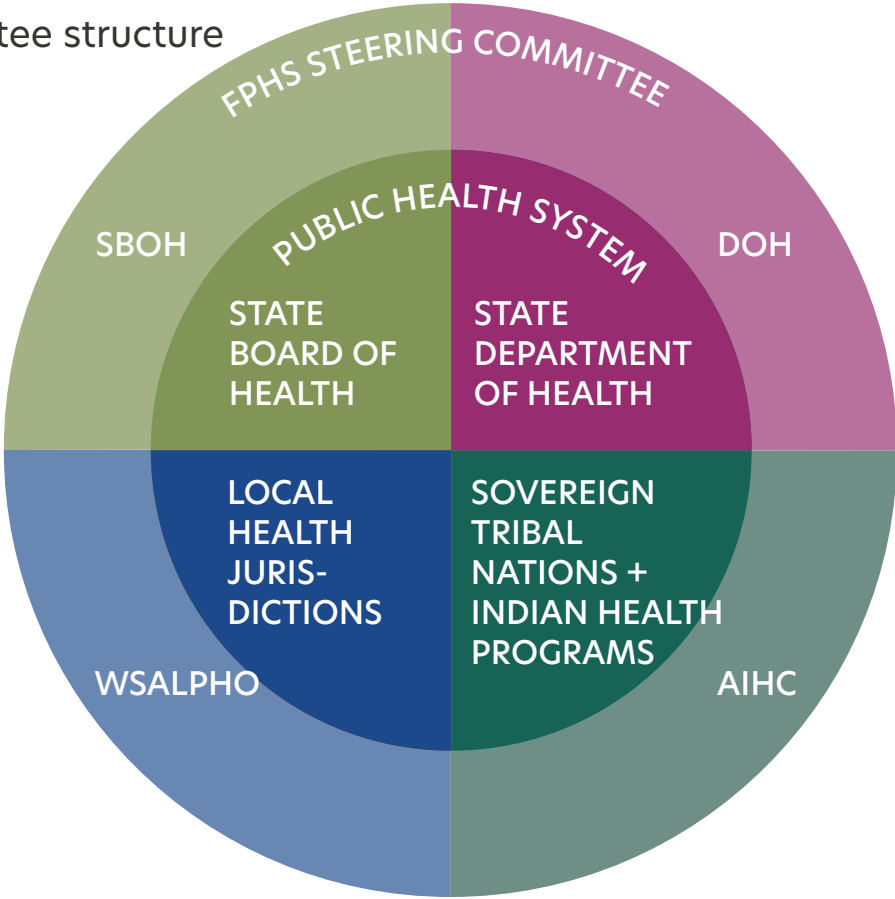 structure
FPHS STEERING COMMITTEE
PUBLIC HEALTH SYSTEM
SBOH
DOH
STATE
BOARD OF
HEALTH
STATE
DEPARTMENT
OF HEALTH
LOCAL
HEALTH
JURIS-
DICTIONS
SOVEREIGN
TRIBAL
NATIONS +
INDIAN HEALTH
PROGRAMS
WSALPHO
AIHC